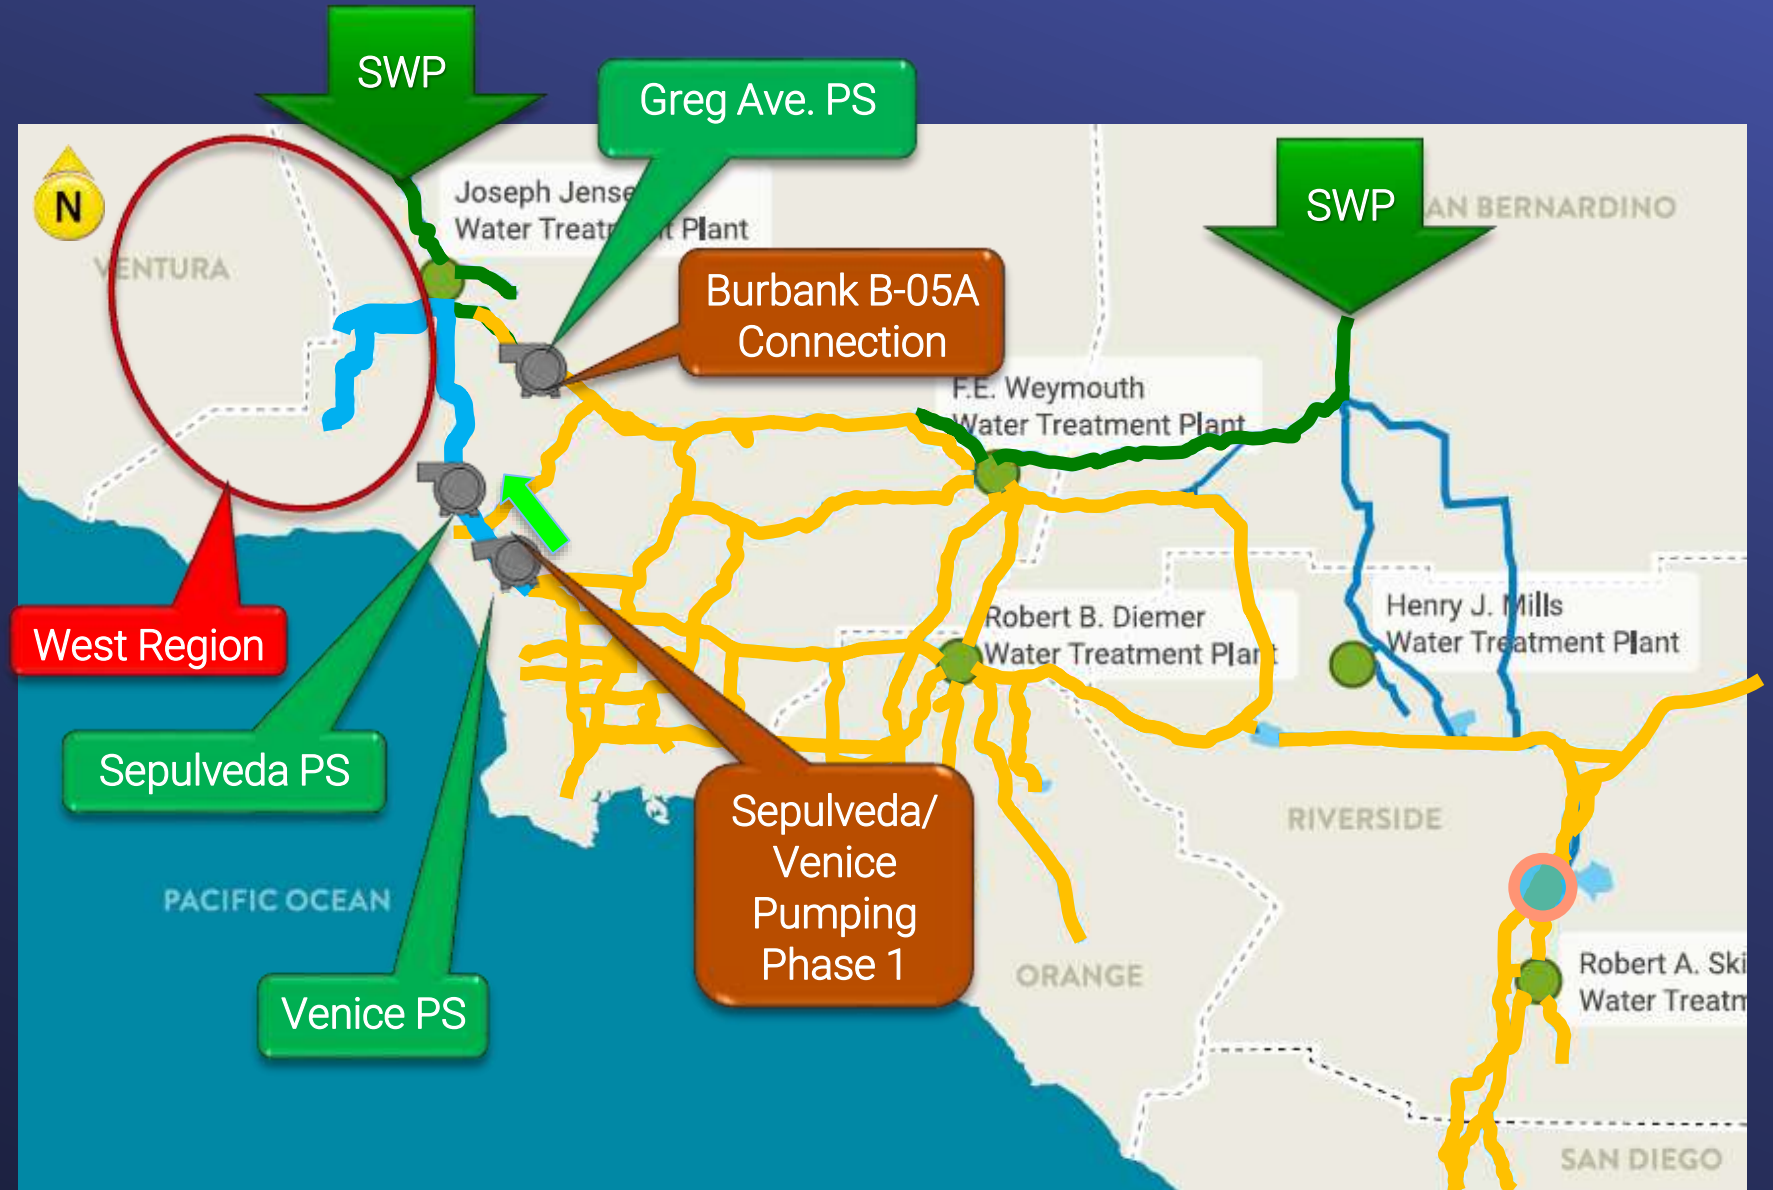 SWP
Greg Ave. PS
N
Joseph Jense
Water Treatment Plant
SWP
AN BERNARDINO
VENTURA
Burbank B-05A
Connection
F.E. Weymouth
Water Treatment Plant
West Region
Robert B. Diemer
Water Treatment Plant
Henry J. Mills
Water Treatment Plant
Sepulveda PS
Sepulveda/
Venice
Pumping
Phase 1
RIVERSIDE
PACIFIC OCEAN
Venice PS
ORANGE
Robert A. Ski
Water Treatm
SAN DIEGO